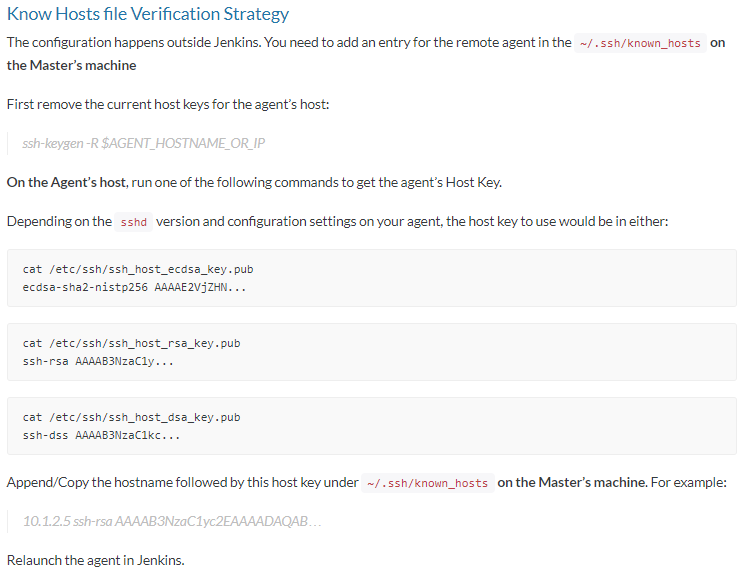 Know Hosts file Verification Strategy
The configuration happens outside Jenkins. You need to add an entry for the remote agent in the ~/.ssh/known_hosts on
the Master's machine
First remove the current host keys for the agent's host:
ssh-keygen -R $AGENT_HOSTNAME_OR_IP
On the Agent's host, run one of the following commands to get the agent's Host Key.
Depending on the sshd version and configuration settings on your agent, the host key to use would be in either:
cat /etc/ssh/ssh_host_ecdsa_key.pub
ecdsa-sha2-nistp256 AAAAE2VjZHN...
cat /etc/ssh/ssh_host_rsa_key.pub
ssh-rsa AAAAB3NzaC1y...
cat /etc/ssh/ssh_host_dsa_key.pub
ssh-dss AAAAB3NzaC1kc...
Append/Copy the hostname followed by this host key under ~/.ssh/known_hosts on the Master's machine. For example:
10.1.2.5 ssh-rsa AAAAB3NzaC1yc2EAAAADAQAB…
Relaunch the agent in Jenkins.